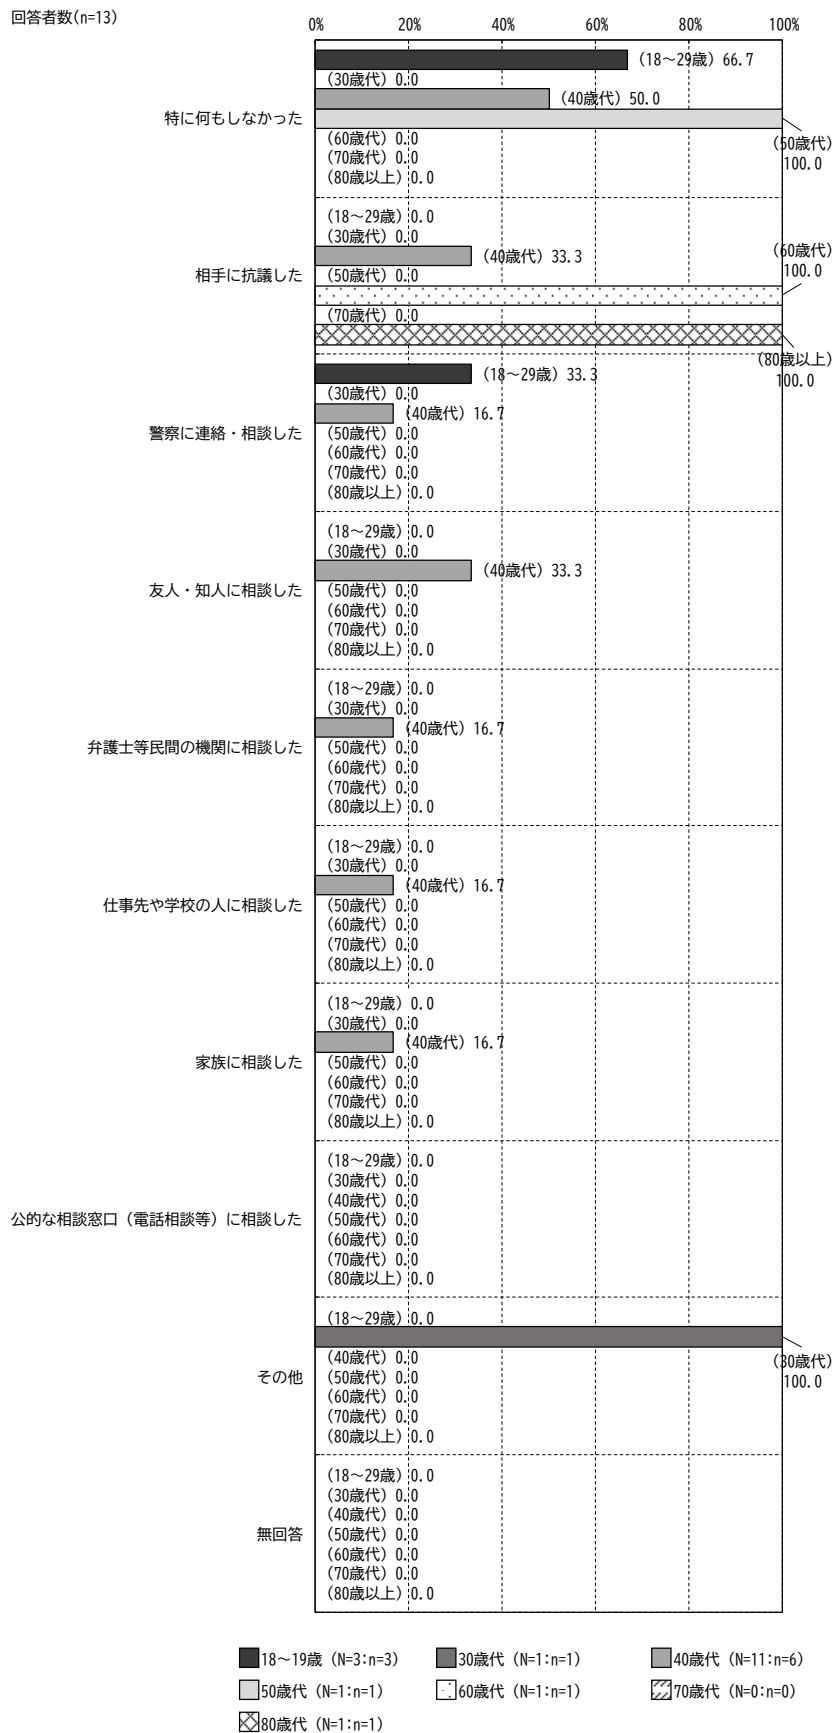 回答者数(n=13)
0% 20% 40% 60% 80% 100%
特に何もしなかった
(18～29歳) 66.7
(30歳代) 0.0
(40歳代) 50.0
(50歳代)
100.0
(60歳代) 0.0
(70歳代) 0.0
(80歳以上) 0.0
相手に抗議した
(18～29歳) 0.0
(30歳代) 0.0
(40歳代) 33.3
(50歳代) 0.0
(60歳代)
100.0
(70歳代) 0.0
(80歳以上)
100.0
警察に連絡・相談した
(18～29歳) 33.3
(30歳代) 0.0
(40歳代) 16.7
(50歳代) 0.0
(60歳代) 0.0
(70歳代) 0.0
(80歳以上) 0.0
友人・知人に相談した
(18～29歳) 0.0
(30歳代) 0.0
(40歳代) 33.3
(50歳代) 0.0
(60歳代) 0.0
(70歳代) 0.0
(80歳以上) 0.0
弁護士等民間の機関に相談した
(18～29歳) 0.0
(30歳代) 0.0
(40歳代) 16.7
(50歳代) 0.0
(60歳代) 0.0
(70歳代) 0.0
(80歳以上) 0.0
仕事先や学校の人に相談した
(18～29歳) 0.0
(30歳代) 0.0
(40歳代) 16.7
(50歳代) 0.0
(60歳代) 0.0
(70歳代) 0.0
(80歳以上) 0.0
家族に相談した
(18～29歳) 0.0
(30歳代) 0.0
(40歳代) 16.7
(50歳代) 0.0
(60歳代) 0.0
(70歳代) 0.0
(80歳以上) 0.0
公的な相談窓口（電話相談等）に相談した
(18～29歳) 0.0
(30歳代) 0.0
(40歳代) 0.0
(50歳代) 0.0
(60歳代) 0.0
(70歳代) 0.0
(80歳以上) 0.0
その他
(18～29歳) 0.0
(30歳代)
100.0
(40歳代) 0.0
(50歳代) 0.0
(60歳代) 0.0
(70歳代) 0.0
(80歳以上) 0.0
無回答
(18～29歳) 0.0
(30歳代) 0.0
(40歳代) 0.0
(50歳代) 0.0
(60歳代) 0.0
(70歳代) 0.0
(80歳以上) 0.0
18～19歳 (N=3:n=3) 30歳代 (N=1:n=1) 40歳代 (N=11:n=6)
50歳代 (N=1:n=1) 60歳代 (N=1:n=1) 70歳代 (N=0:n=0)
80歳代 (N=1:n=1)